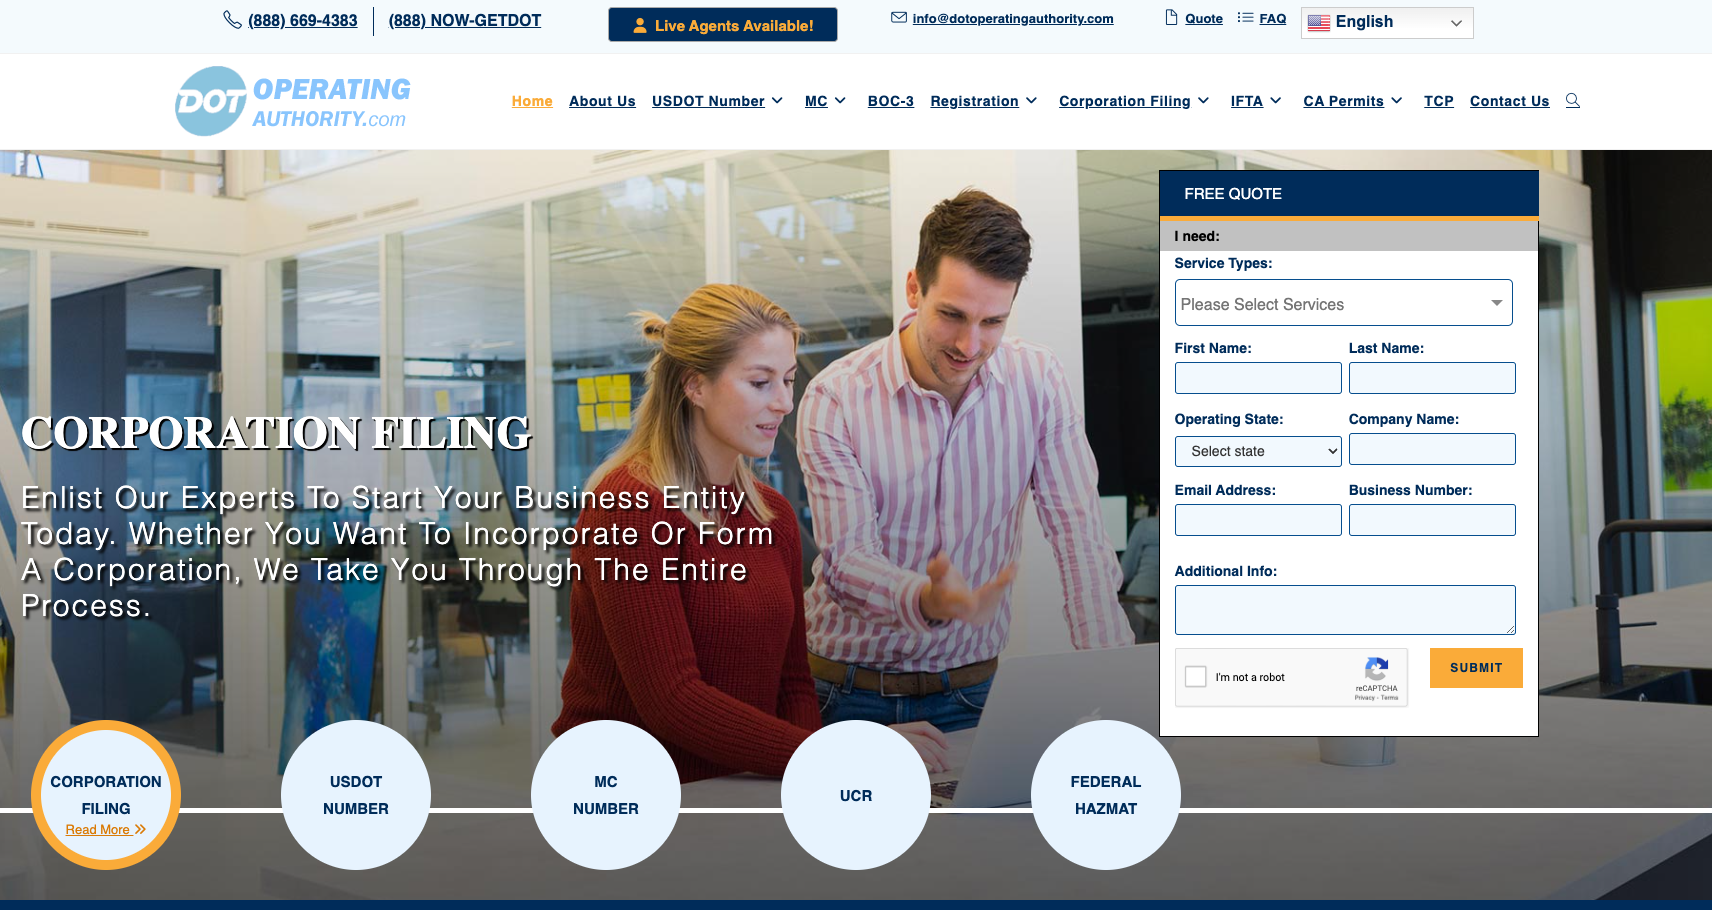 (888) 669-4383
(888) NOW-GETDOT
Live Agents Available!
info@dotoperatingauthority.com
Quote
FAQ
English
DOT OPERATING
AUTHORITY.com
Home
About Us
USDOT Number
MC
BOC-3
Registration
Corporation Filing
IFTA
CA Permits
TCP
Contact Us
CORPORATION FILING
Enlist Our Experts To Start Your Business Entity
Today. Whether You Want To Incorporate Or Form
A Corporation, We Take You Through The Entire
Process.
FREE QUOTE
I need:
Service Types:
Please Select Services
First Name:
Last Name:
Operating State:
Company Name:
Select state
Email Address:
Business Number:
Additional Info:
I'm not a robot
reCAPTCHA
Privacy - Terms
SUBMIT
CORPORATION
FILING
Read More »
USDOT
NUMBER
MC
NUMBER
UCR
FEDERAL
HAZMAT